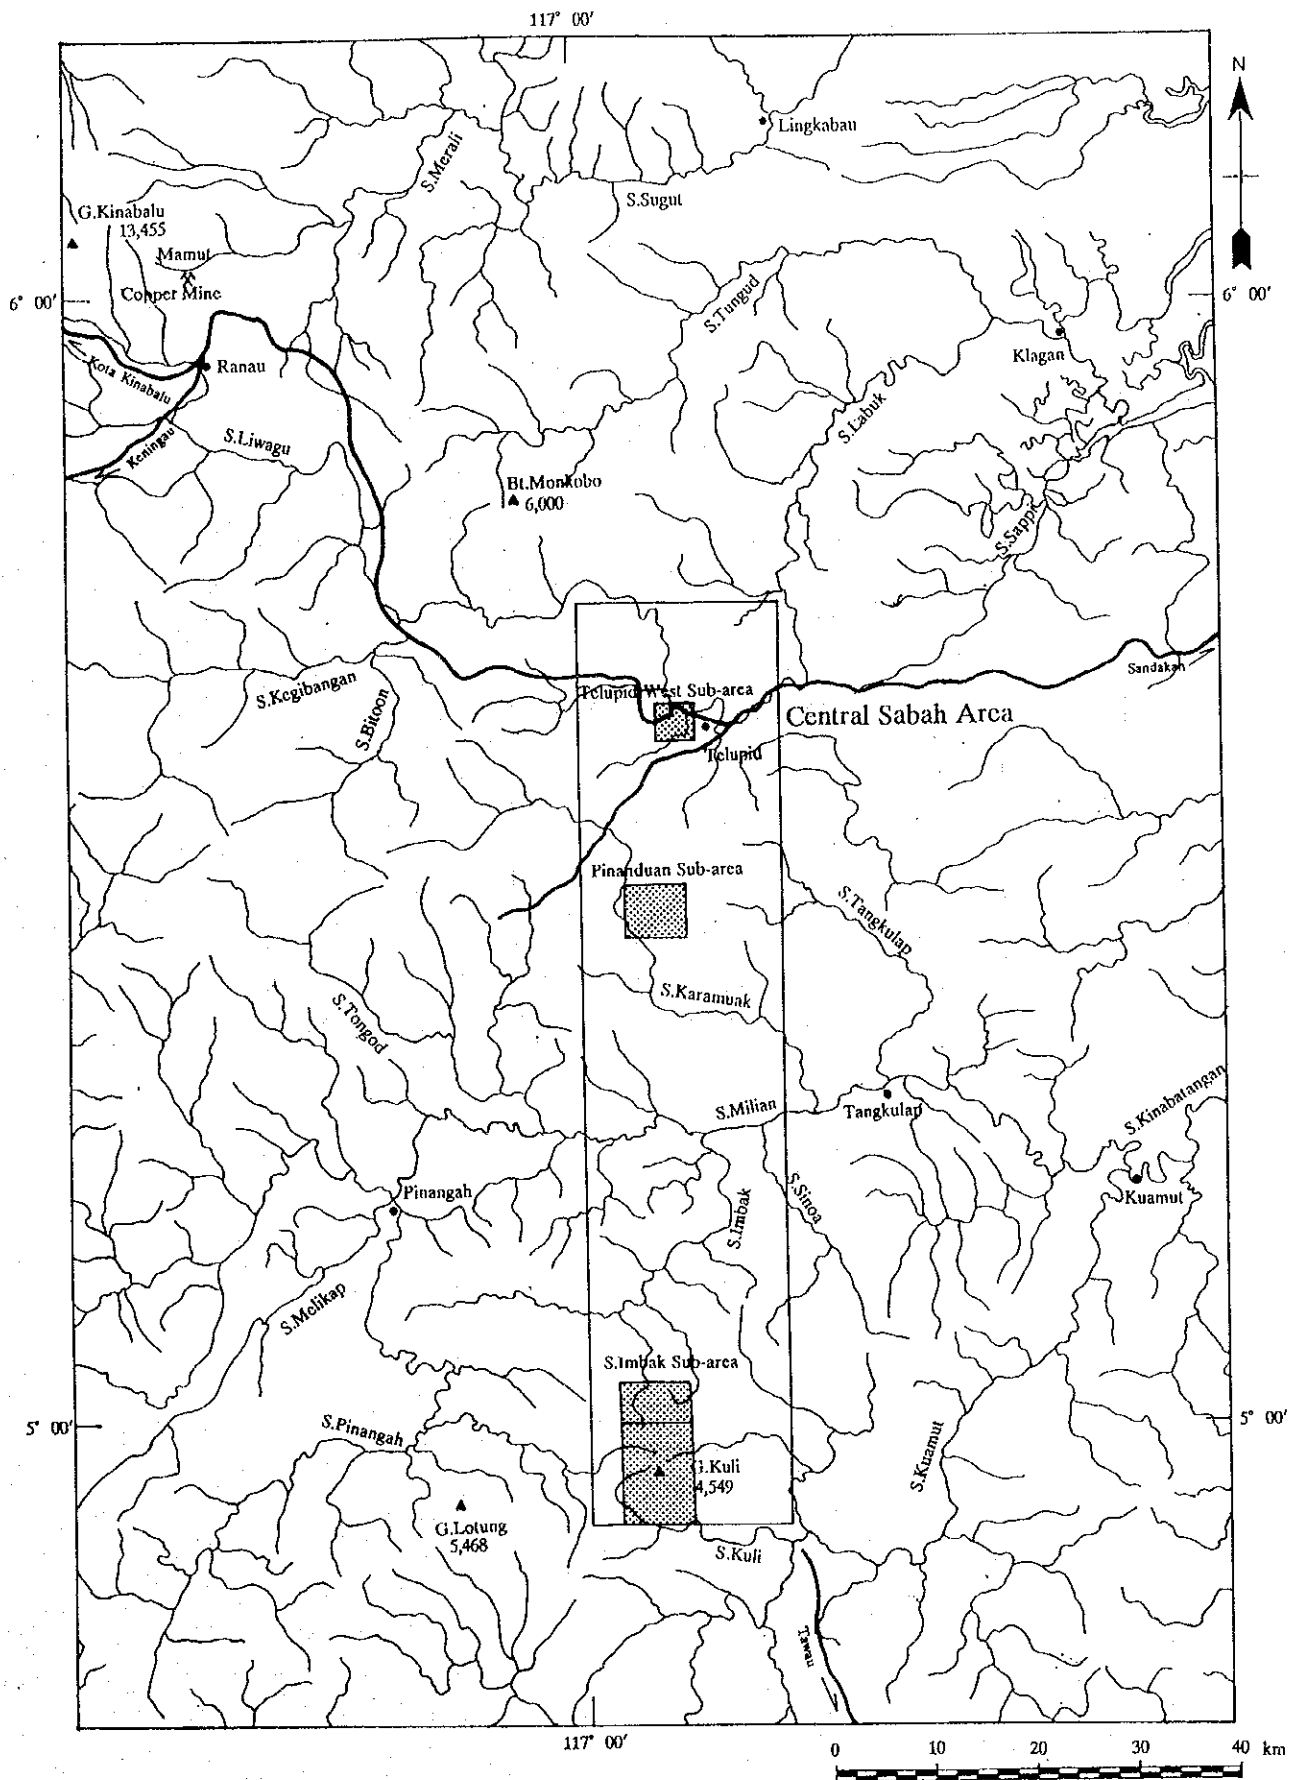 117° 00′
N
Lingkabau
S.Merali
S.Sugut
G.Kinabalu
13,455
Mamut
Copper Mine
6° 00′
6° 00′
S.Tungud
Klagan
Ranau
Kota Kinabalu
S.Labuk
S.Liwagu
Keningau
Bt.Monkobo
6,000
S.Sappi
Sandakan
S.Kegibangan
S.Bitoon
Telupid West Sub-area
Central Sabah Area
Telupid
Pinanduan Sub-area
S.Tangkulap
S.Karamuak
S.Tongod
S.Milian
Tangkulap
S.Kinabatangan
Pinangah
S.Imbak
S.Sinoa
Kuamut
S.Melikap
S.Imbak Sub-area
5° 00′
5° 00′
S.Pinangah
S.Kuamut
G.Kuli
4,549
G.Lotung
5,468
S.Kuli
Tawau
117° 00′
0 10 20 30 40 km